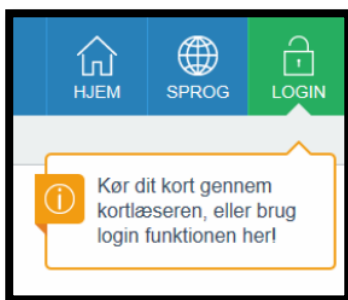 HJEM SPROG LOGIN
Kør dit kort gennem
kortlæseren, eller brug
login funktionen her!